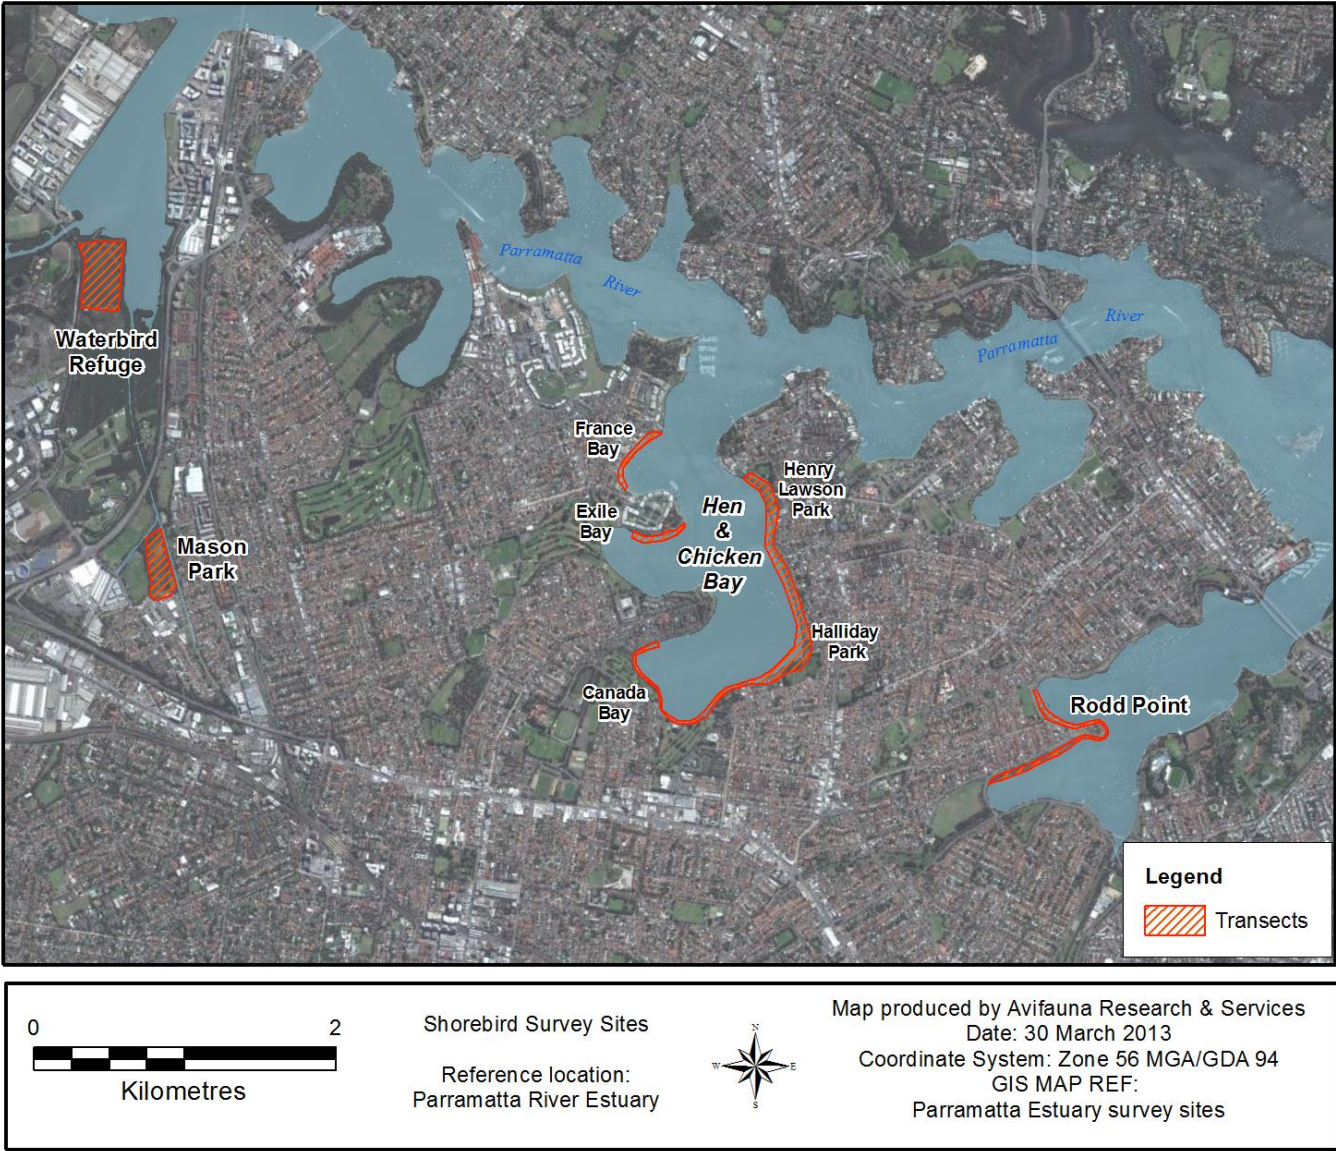 Parramatta
River
River
Parramatta
Waterbird
Refuge
France
Bay
Henry
Lawson
Park
Exile
Bay
Hen
&
Chicken
Bay
Mason
Park
Halliday
Park
Canada
Bay
Rodd Point
Legend
Transects
0 2
Kilometres
Shorebird Survey Sites
Reference location:
Parramatta River Estuary
N
W E
S
Map produced by Avifauna Research & Services
Date: 30 March 2013
Coordinate System: Zone 56 MGA/GDA 94
GIS MAP REF:
Parramatta Estuary survey sites